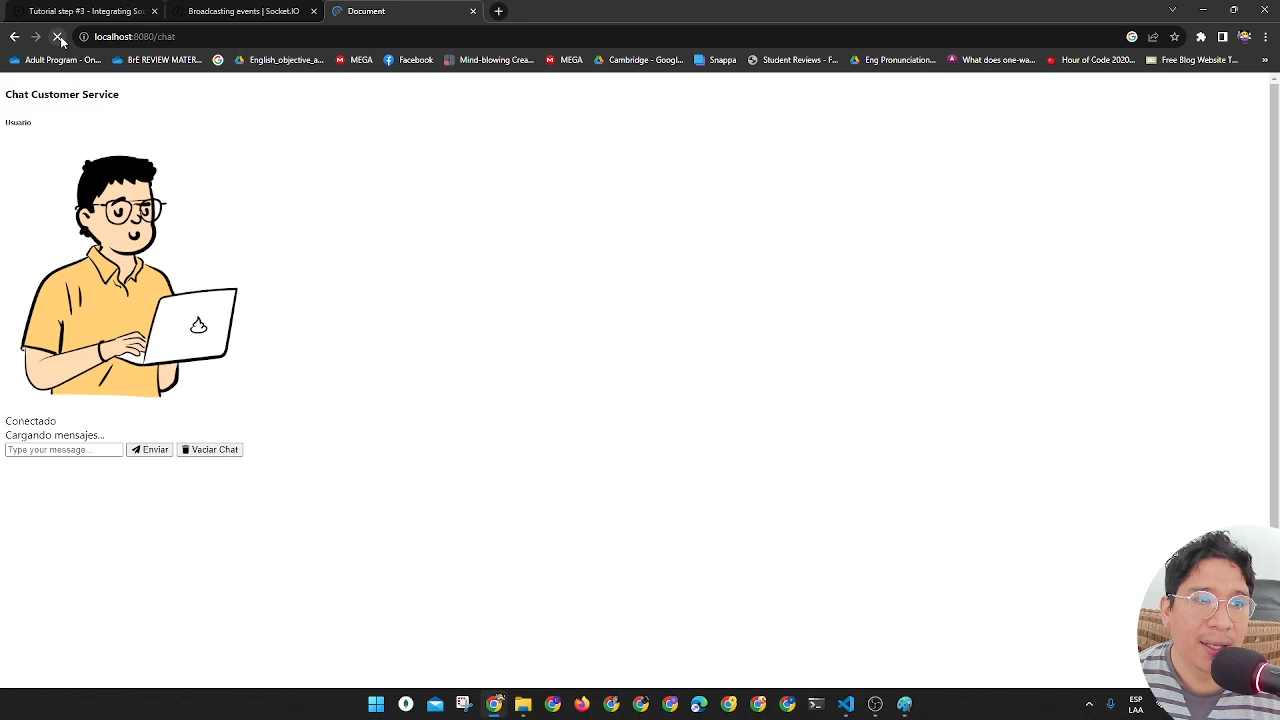 Tutorial step #3 - Integrating Soc
Broadcasting events | Socket.IO
Document
localhost:8080/chat
Adult Program - On...
BrE REVIEW MATER...
English_objective_a...
MEGA
Facebook
Mind-blowing Crea...
MEGA
Cambridge - Googl...
Snappa
Student Reviews - F...
Eng Pronunciation...
What does one-wa...
Hour of Code 2020...
Free Blog Website T...
»
Chat Customer Service
Usuario
Conectado
Cargando mensajes...
Type your message...
Enviar
Vaciar Chat
ESP
LAA